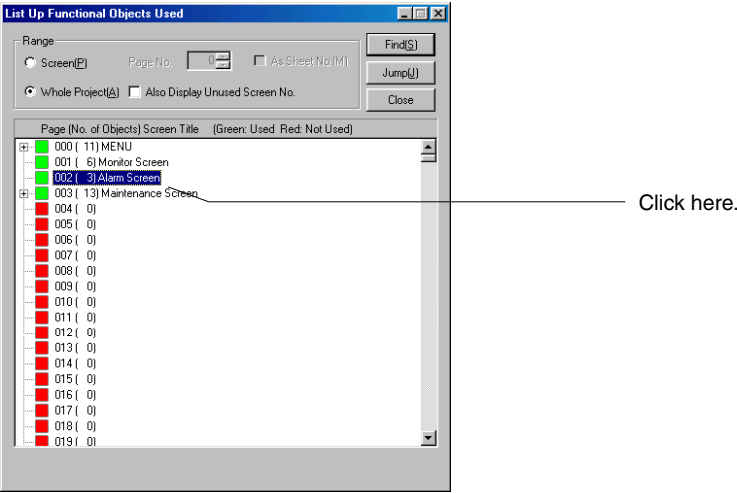 List Up Functional Objects Used
Range
Screen(P) Page No. 0 As Sheet No.(M)
Whole Project(A) Also Display Unused Screen No.
Find(S)
Jump(J)
Close
Page (No. of Objects) Screen Title (Green: Used Red: Not Used)
000 ( 11) MENU
001 ( 6) Monitor Screen
002 ( 3) Alarm Screen
003 ( 13) Maintenance Screen
004 ( 0)
005 ( 0)
006 ( 0)
007 ( 0)
008 ( 0)
009 ( 0)
010 ( 0)
011 ( 0)
012 ( 0)
013 ( 0)
014 ( 0)
015 ( 0)
016 ( 0)
017 ( 0)
018 ( 0)
019 ( 0)
Click here.